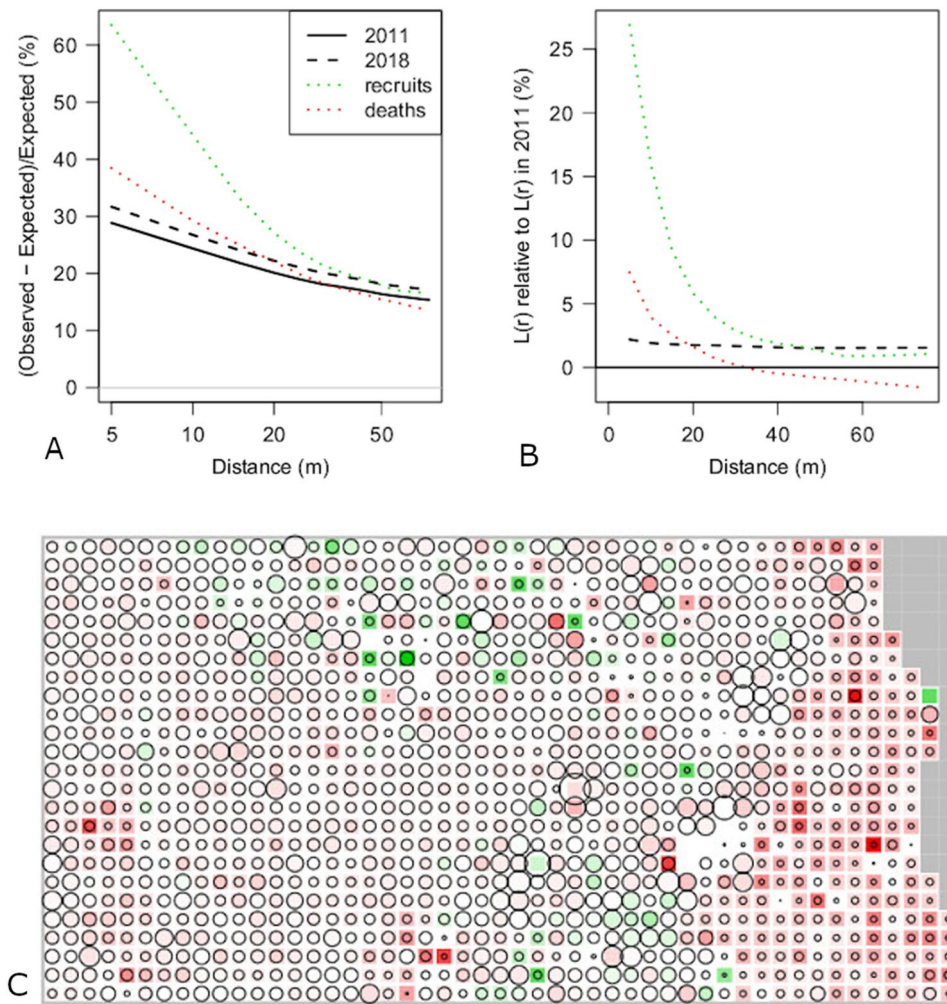 (Observed − Expected)/Expected (%)
60
50
40
30
20
10
0
2011
2018
recruits
deaths
5
10
20
50
Distance (m)
A
L(r) relative to L(r) in 2011 (%)
25
20
15
10
5
0
0
20
40
60
Distance (m)
B
C